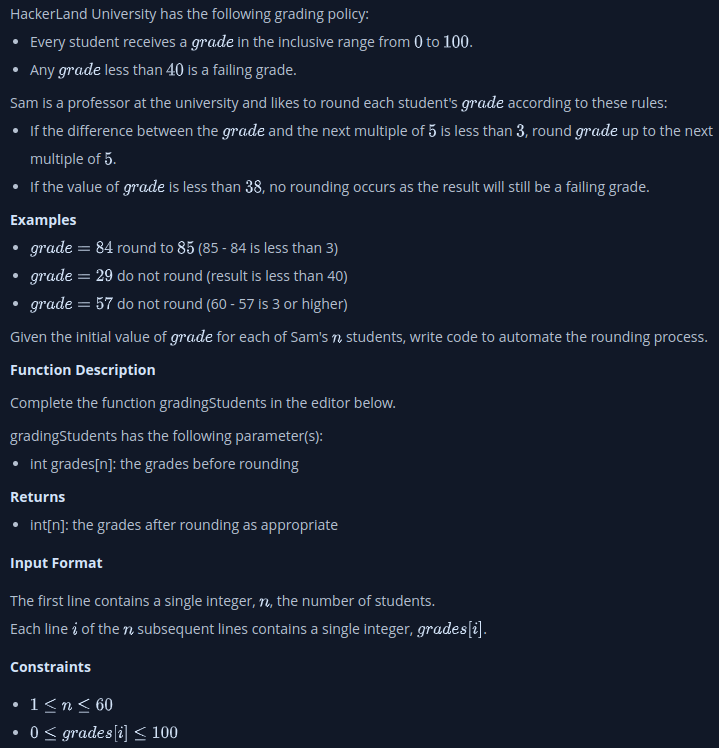 HackerLand University has the following grading policy:
• Every student receives a grade in the inclusive range from 0 to 100.
• Any grade less than 40 is a failing grade.
Sam is a professor at the university and likes to round each student's grade according to these rules:
• If the difference between the grade and the next multiple of 5 is less than 3, round grade up to the next
multiple of 5.
• If the value of grade is less than 38, no rounding occurs as the result will still be a failing grade.
Examples
• grade = 84 round to 85 (85 - 84 is less than 3)
• grade = 29 do not round (result is less than 40)
• grade = 57 do not round (60 - 57 is 3 or higher)
Given the initial value of grade for each of Sam's n students, write code to automate the rounding process.
Function Description
Complete the function gradingStudents in the editor below.
gradingStudents has the following parameter(s):
• int grades[n]: the grades before rounding
Returns
• int[n]: the grades after rounding as appropriate
Input Format
The first line contains a single integer, n, the number of students.
Each line i of the n subsequent lines contains a single integer, grades[i].
Constraints
• 1 ≤ n ≤ 60
• 0 ≤ grades[i] ≤ 100